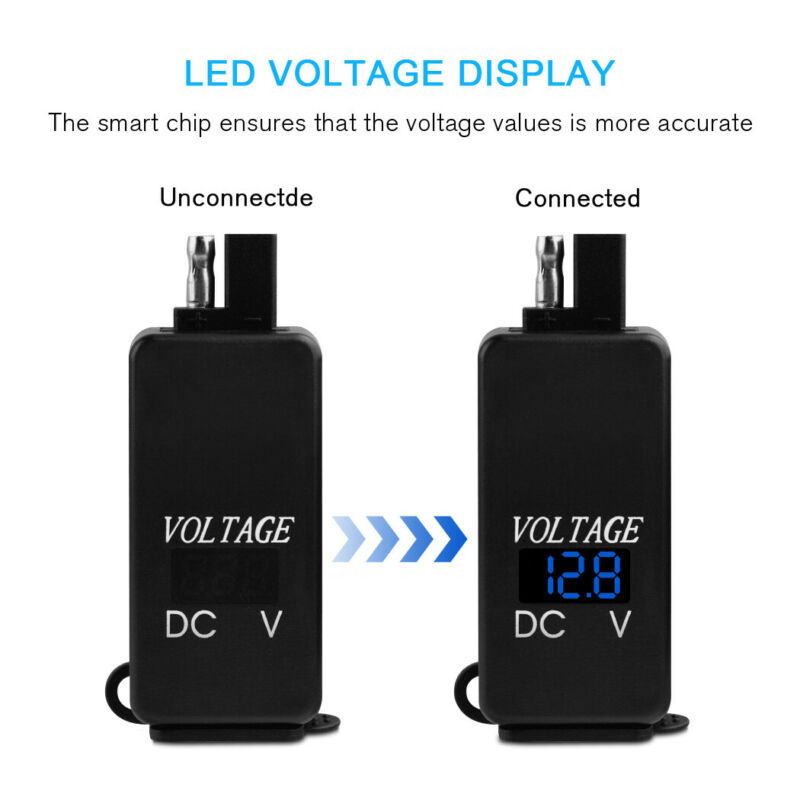 LED VOLTAGE DISPLAY
The smart chip ensures that the voltage values is more accurate
Unconnectde
Connected
+ −
VOLTAGE
DC V
VOLTAGE
12.8
DC V